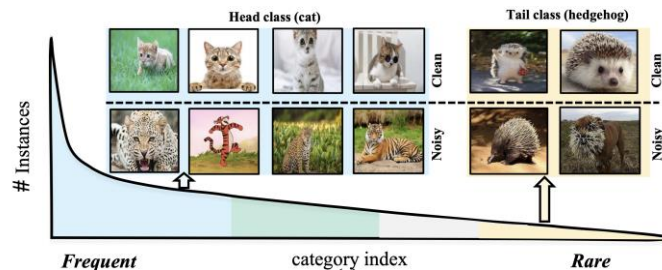 Head class (cat)
Tail class (hedgehog)
Clean
Clean
Noisy
Noisy
# Instances
Frequent
category index
Rare